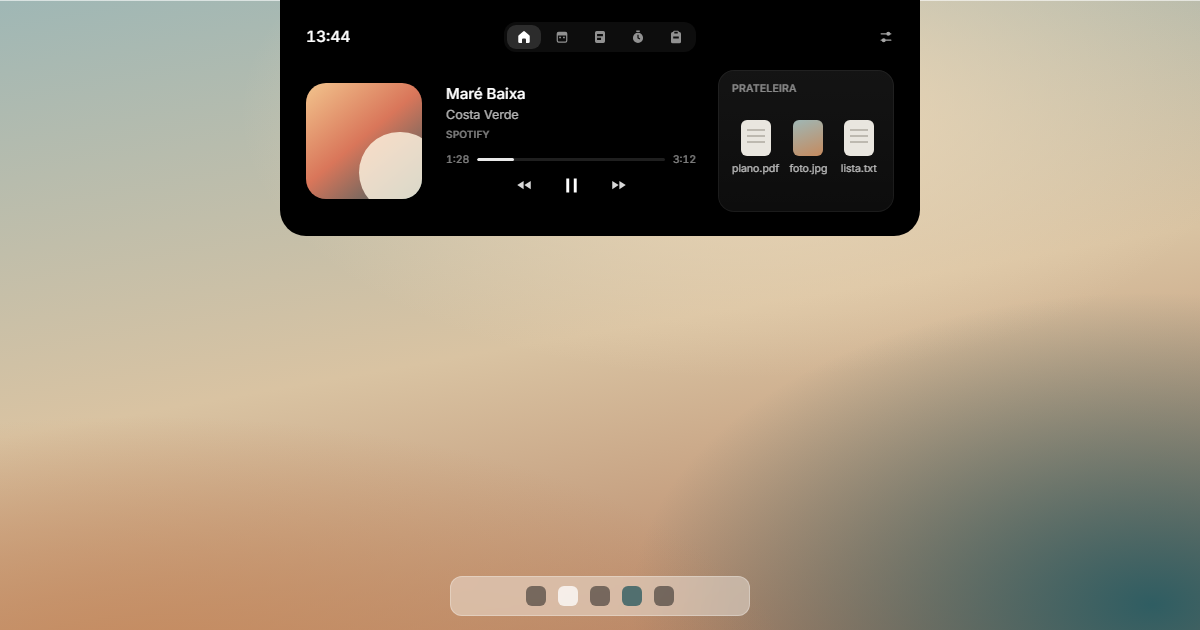 13:44
Maré Baixa
Costa Verde
SPOTIFY
1:28 3:12
PRATELEIRA
plano.pdf foto.jpg lista.txt